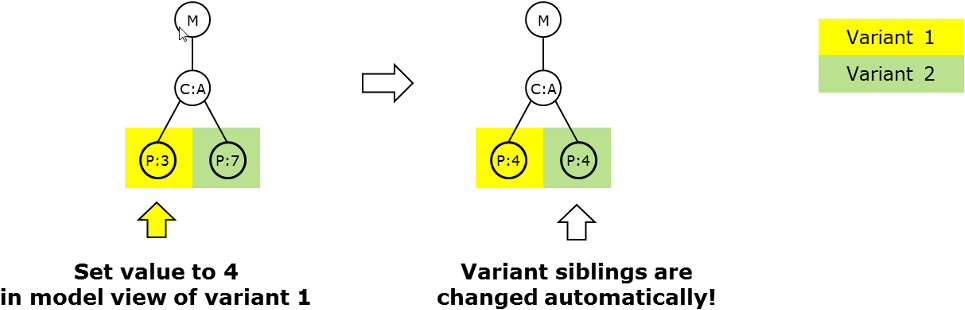 M
C:A
P:3
P:7
Set value to 4
in model view of variant 1
M
C:A
P:4
P:4
Variant siblings are
changed automatically!
Variant 1
Variant 2